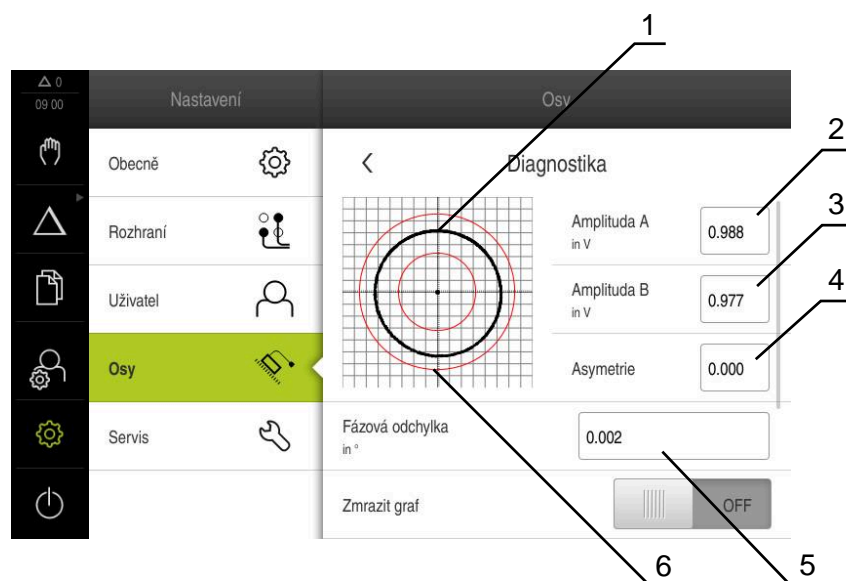 1
0
09 00
Nastavení
Osy
2
Obecně
Diagnostika
3
Rozhraní
Amplituda A
in V
0.988
4
Uživatel
Amplituda B
in V
0.977
Osy
Asymetrie
0.000
Servis
Fázová odchylka
in °
0.002
Zmrazit graf
OFF
6
5